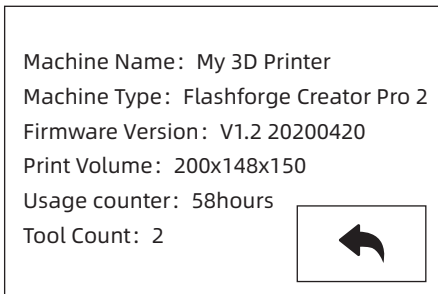 Machine Name: My 3D Printer
Machine Type: Flashforge Creator Pro 2
Firmware Version: V1.2 20200420
Print Volume: 200x148x150
Usage counter: 58hours
Tool Count: 2